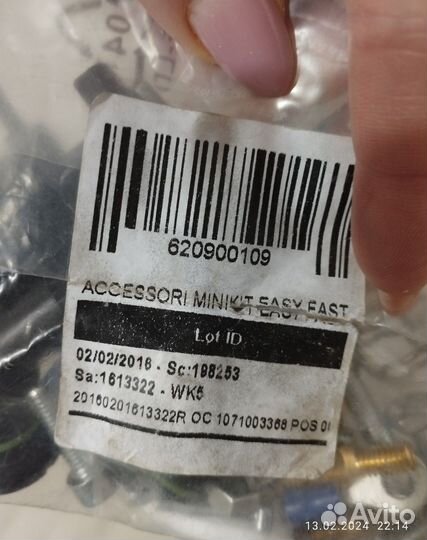 620900109
ACCESSORI MINIKIT EASY FAST
Lot ID
02/02/2016 - Sc:198253
Sa:1613322 - WK5
20160201613322R OC 1071003368 POS
Avito
13.02.2024 22:14